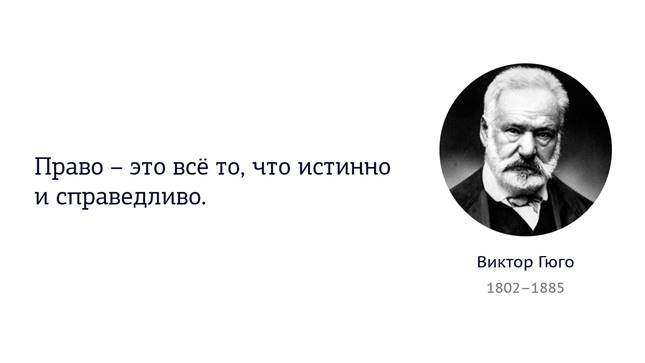 Право – это всё то, что истинно
и справедливо.
Виктор Гюго
1802–1885